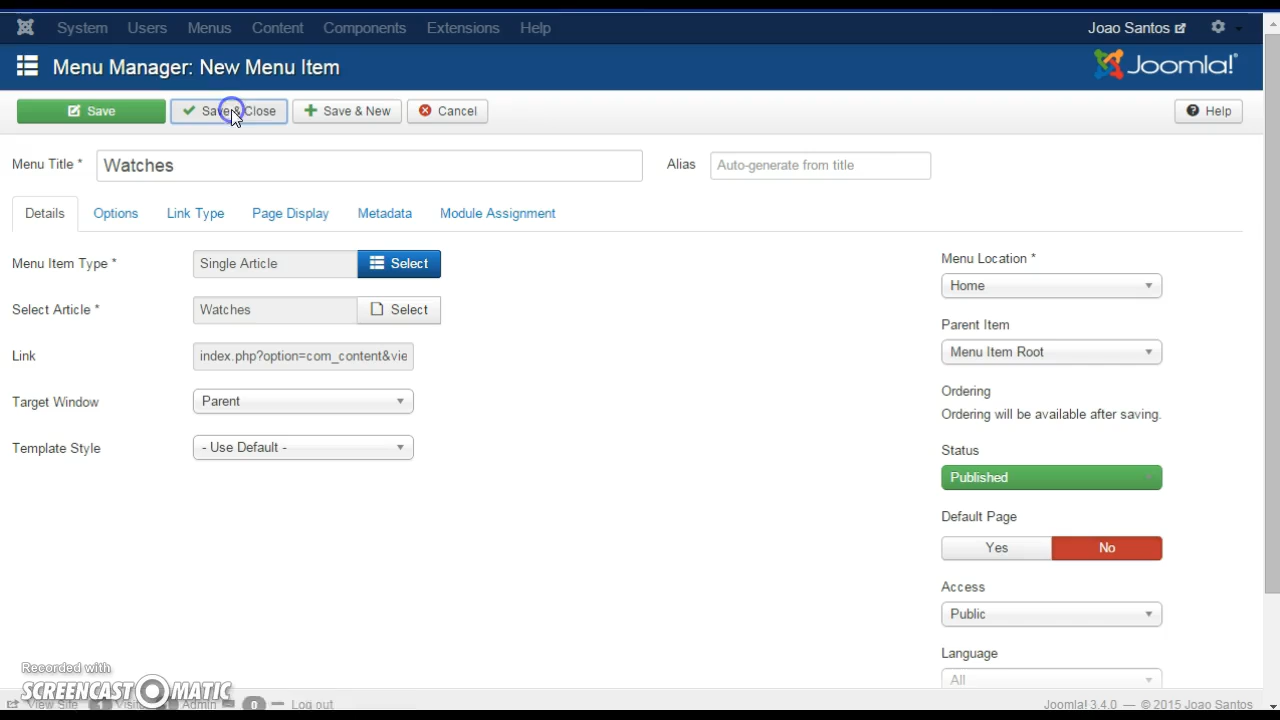 System Users Menus Content Components Extensions Help Joao Santos
Menu Manager: New Menu Item Joomla!
Save Save & Close Save & New Cancel Help
Menu Title * Watches Alias Auto-generate from title
Details Options Link Type Page Display Metadata Module Assignment
Menu Item Type * Single Article Select
Select Article * Watches Select
Link index.php?option=com_content&vie
Target Window Parent
Template Style - Use Default -
Menu Location *
Home
Parent Item
Menu Item Root
Ordering
Ordering will be available after saving.
Status
Published
Default Page
Yes No
Access
Public
Language
All
Recorded with
SCREENCAST MATIC
View Site Admin 0 Log out Joomla! 3.4.0 — © 2015 Joao Santos